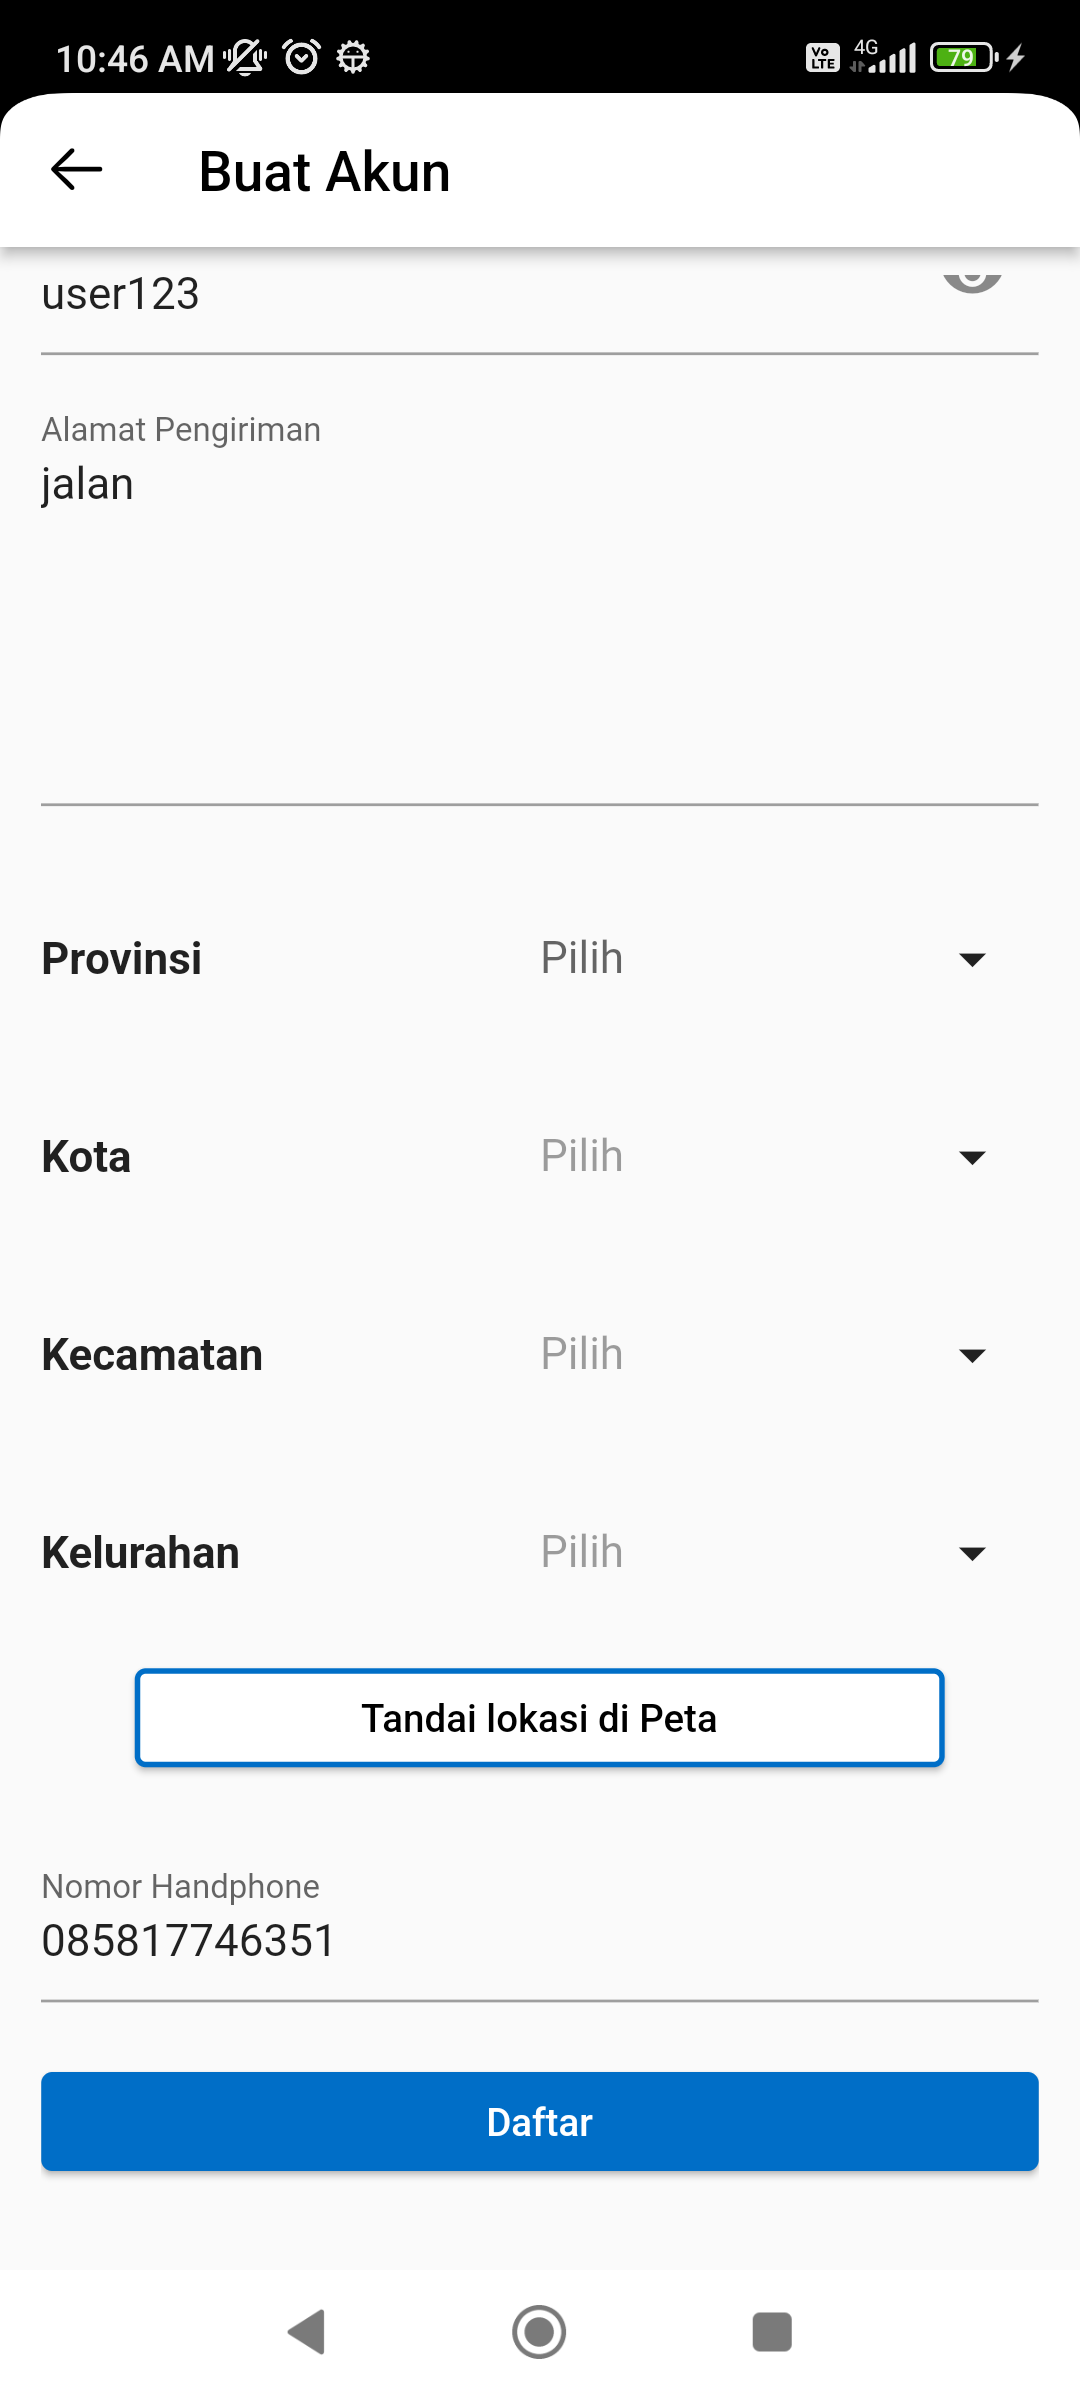 10:46 AM
Vo LTE 4G 79
Buat Akun
user123
Alamat Pengiriman
jalan
Provinsi Pilih
Kota Pilih
Kecamatan Pilih
Kelurahan Pilih
Tandai lokasi di Peta
Nomor Handphone
085817746351
Daftar